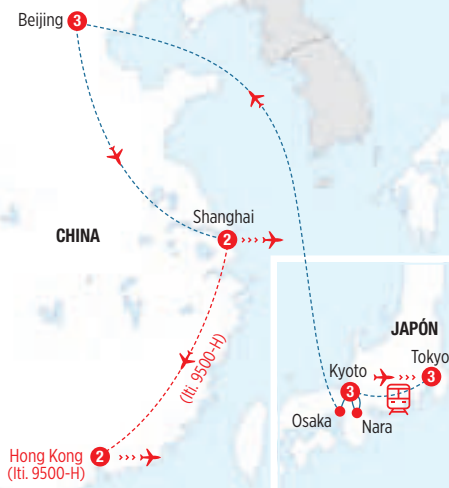 Beijing 3
Shanghai
CHINA
2
JAPÓN
(Iti. 9500-H)
Kyoto
Tokyo
3
3
Osaka
Nara
Hong Kong 2
(Iti. 9500-H)